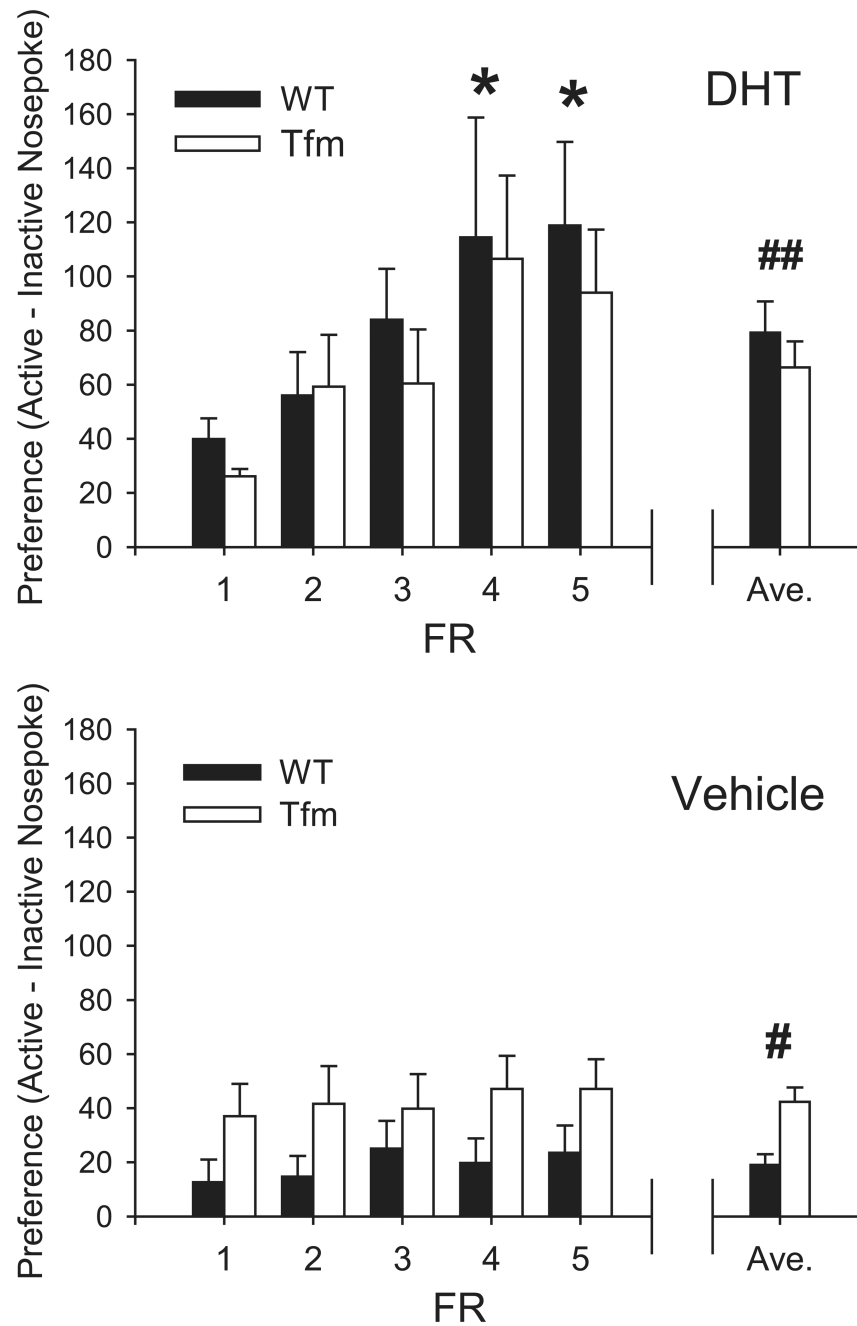 Preference (Active - Inactive Nosepoke)
180
160
140
120
100
80
60
40
20
0
WT
Tfm
*
*
DHT
##
1 2 3 4 5 Ave.
FR
Preference (Active - Inactive Nosepoke)
180
160
140
120
100
80
60
40
20
0
WT
Tfm
Vehicle
#
1 2 3 4 5 Ave.
FR